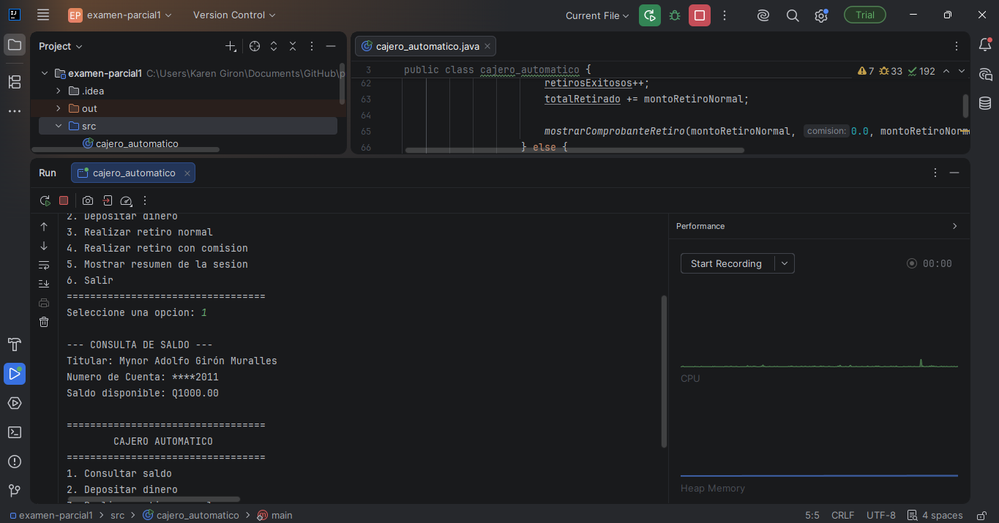 EP examen-parcial1 Version Control Current File Trial
Project
examen-parcial1 C:\Users\Karen Giron\Documents\GitHub\p
.idea
out
src
cajero_automatico
cajero_automatico.java
3 public class cajero_automatico { 7 33 192
62 retirosExitosos++;
63 totalRetirado += montoRetiroNormal;
64
65 mostrarComprobanteRetiro(montoRetiroNormal, comision: 0.0, montoRetiroNorm
66 } else {
Run cajero_automatico
2. Depositar dinero
3. Realizar retiro normal
4. Realizar retiro con comision
5. Mostrar resumen de la sesion
6. Salir
==================================
Seleccione una opcion: 1
--- CONSULTA DE SALDO ---
Titular: Mynor Adolfo Girón Muralles
Numero de Cuenta: ****2011
Saldo disponible: Q1000.00
==================================
CAJERO AUTOMATICO
==================================
1. Consultar saldo
2. Depositar dinero
Performance
Start Recording 00:00
CPU
Heap Memory
examen-parcial1 > src > cajero_automatico > main 5:5 CRLF UTF-8 4 spaces